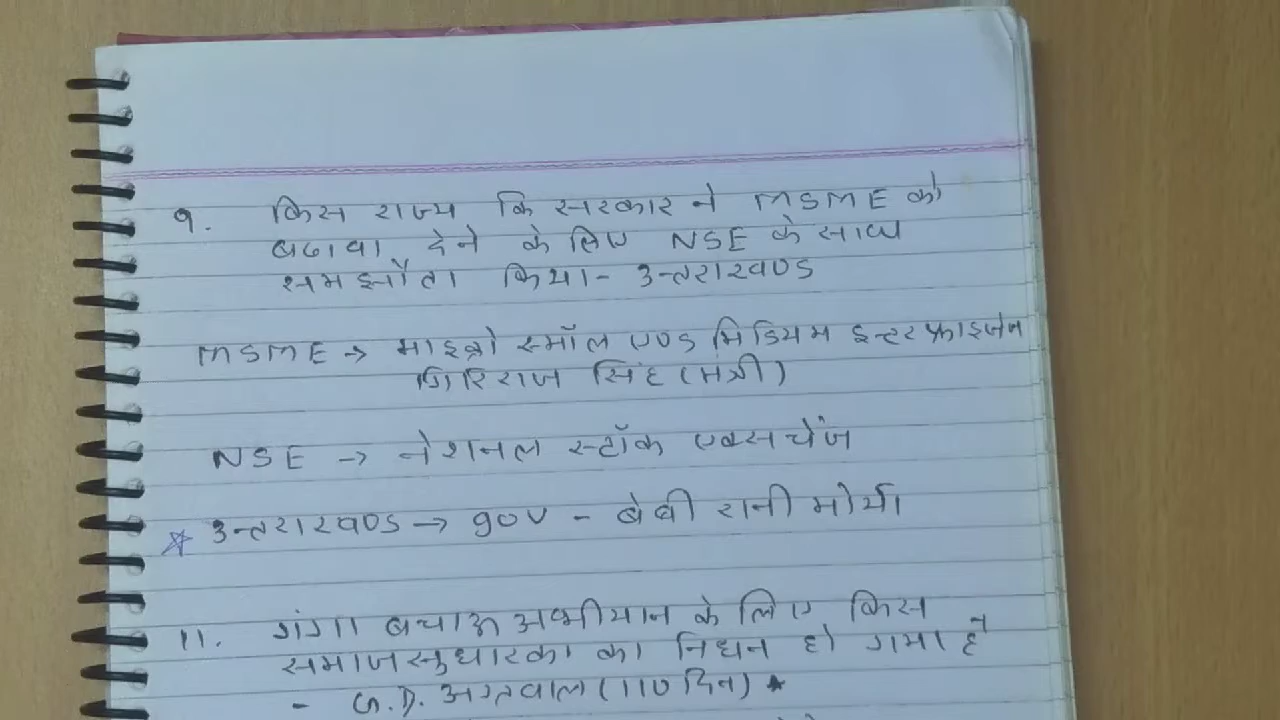 9. किस राज्य कि सरकार ने MSME को
बढावा देने के लिए NSE के साथ
समझौता किया - उत्तराखण्ड
MSME → माइक्रो स्मॉल एण्ड मिडियम इन्टरप्राइजेज
गिरिराज सिंह (मंत्री)
NSE → नेशनल स्टॉक एक्सचेंज
☆ उत्तराखण्ड → gov - बेबी रानी मोर्या
11. गंगा बचाऊ अभीयान के लिए किस
समाजसुधारका का निधन हो गया है
- G.D. अग्रवाल (110 दिन) ★